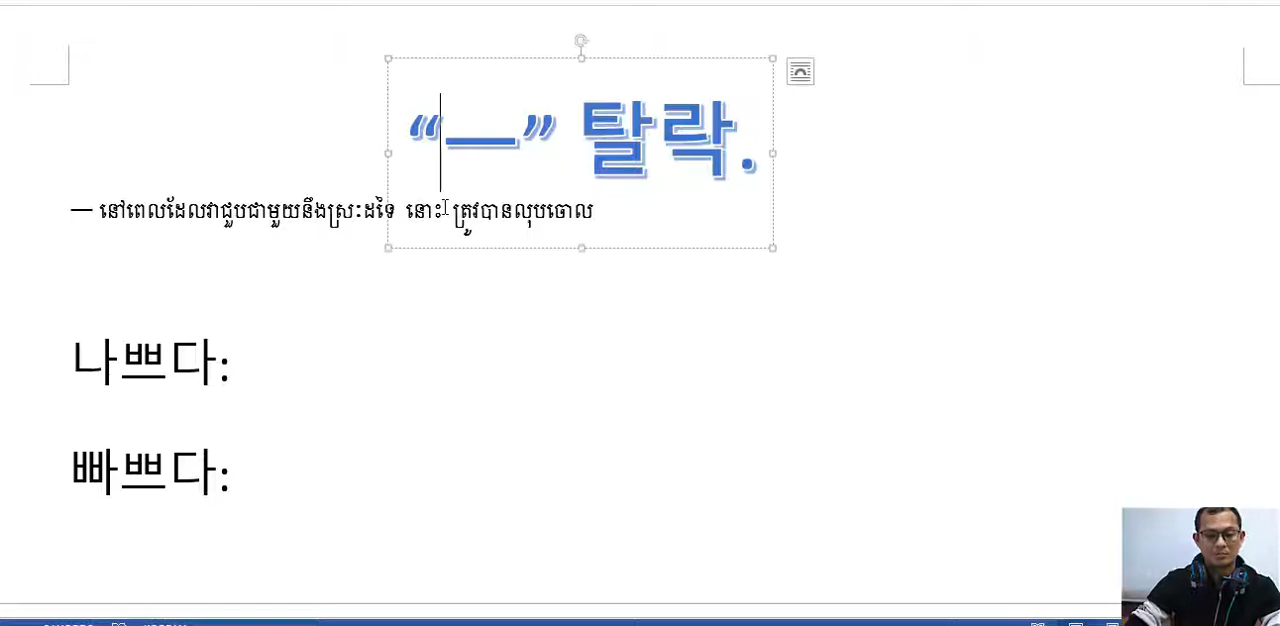 “ㅡ” 탈락.
ㅡ នៅពេលដែលវាជួបជាមួយនឹងស្រៈដទៃ នោះ ត្រូវបានលុបចោល
나쁘다:
빠쁘다: